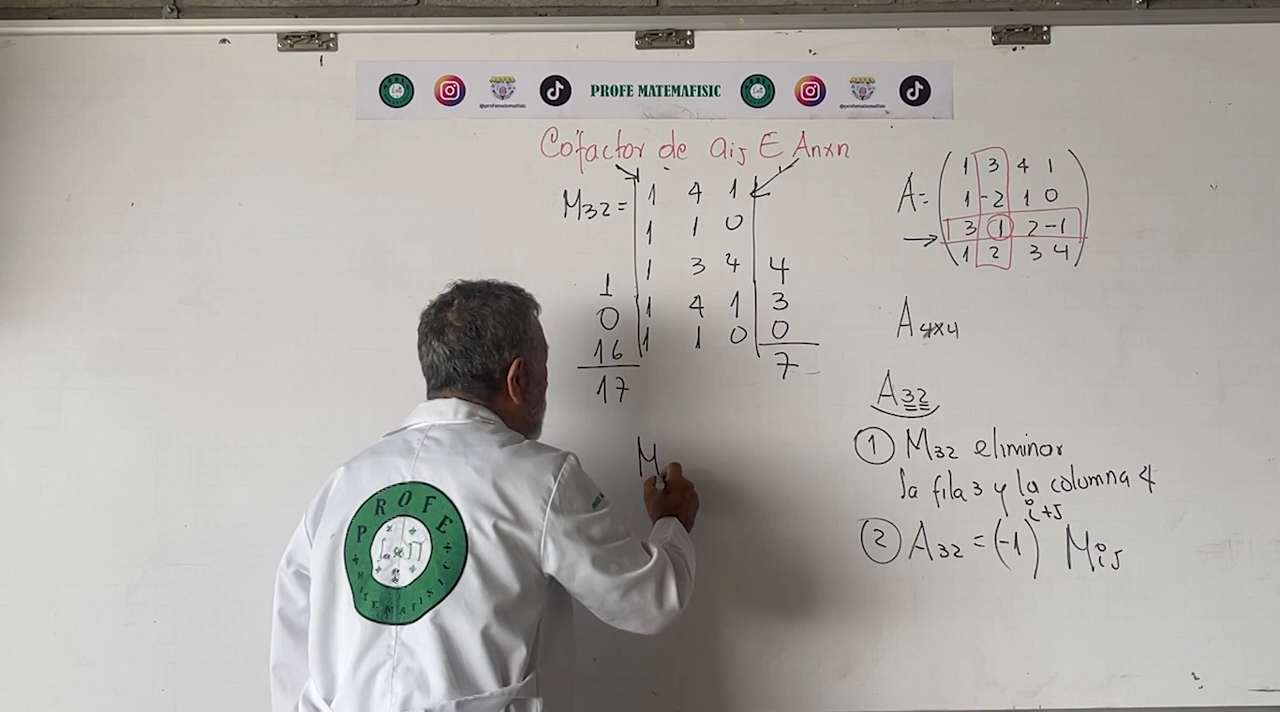 @profematemafisic PROFE MATEMAFISIC @profematemafisic
Cofactor de aij E Anxn
M32 = | 1 4 1 |
1 1 0
1 3 4
1 4 1
1 1 0
1
0
16
17
4
3
0
7
M
A = ( 1 3 4 1
1 -2 1 0
→ 3 1 2 -1
1 2 3 4 )
A4x4
A32
① M32 eliminar
la fila 3 y la columna 4
② A32 = (-1) i+j Mij
PROFE
MATEMAFISIC